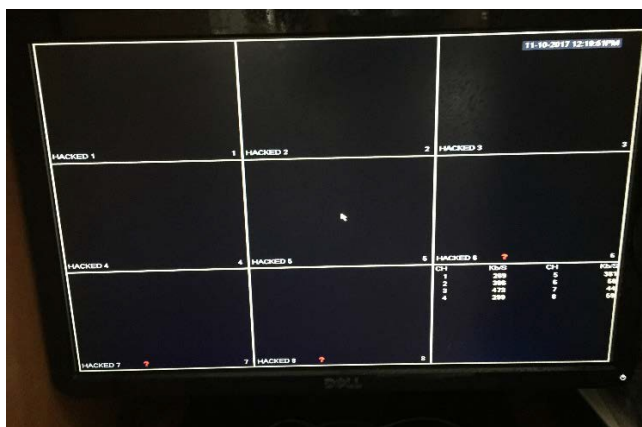 11-10-2017 12:19:51PM
HACKED 1 1
HACKED 2 2
HACKED 3 3
HACKED 4 4
HACKED 5 5
HACKED 6 ? 6
CH Kb/S CH Kb/S
1 5
2 6
3 473 7 44
4 8
HACKED 7 ? 7
HACKED 8 ? 8
DELL